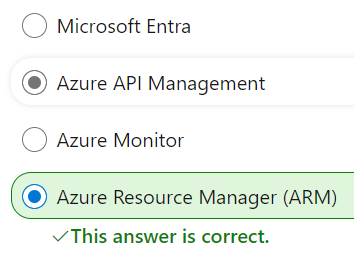 Microsoft Entra
Azure API Management
Azure Monitor
Azure Resource Manager (ARM)
This answer is correct.